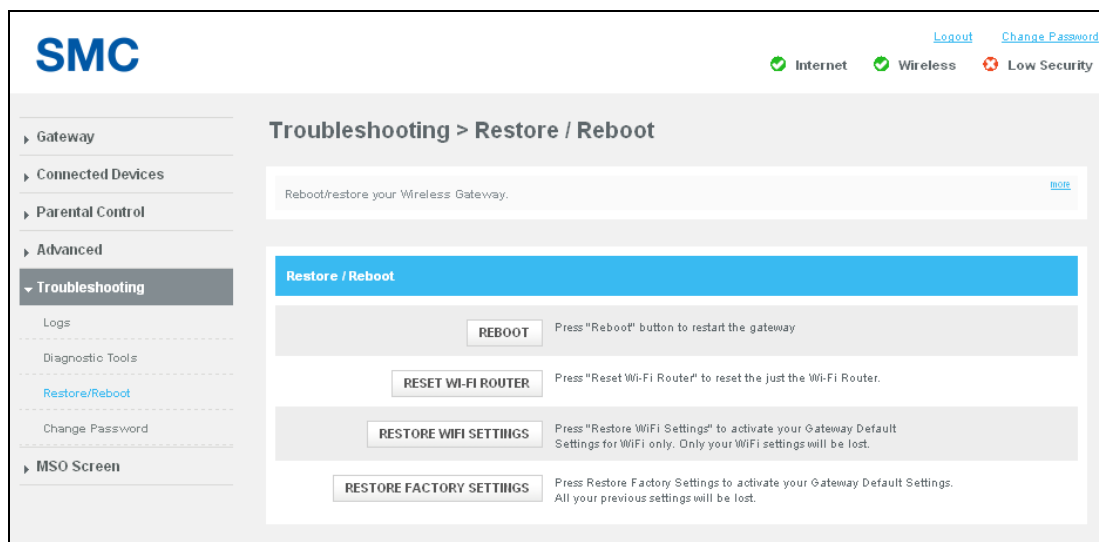 SMC
Logout Change Password
Internet Wireless Low Security
Gateway
Connected Devices
Parental Control
Advanced
Troubleshooting
Logs
Diagnostic Tools
Restore/Reboot
Change Password
MSO Screen
Troubleshooting > Restore / Reboot
Reboot/restore your Wireless Gateway.
more
Restore / Reboot
REBOOT
Press "Reboot" button to restart the gateway
RESET WI-FI ROUTER
Press "Reset Wi-Fi Router" to reset the just the Wi-Fi Router.
RESTORE WIFI SETTINGS
Press "Restore WiFi Settings" to activate your Gateway Default
Settings for WiFi only. Only your WiFi settings will be lost.
RESTORE FACTORY SETTINGS
Press Restore Factory Settings to activate your Gateway Default Settings.
All your previous settings will be lost.